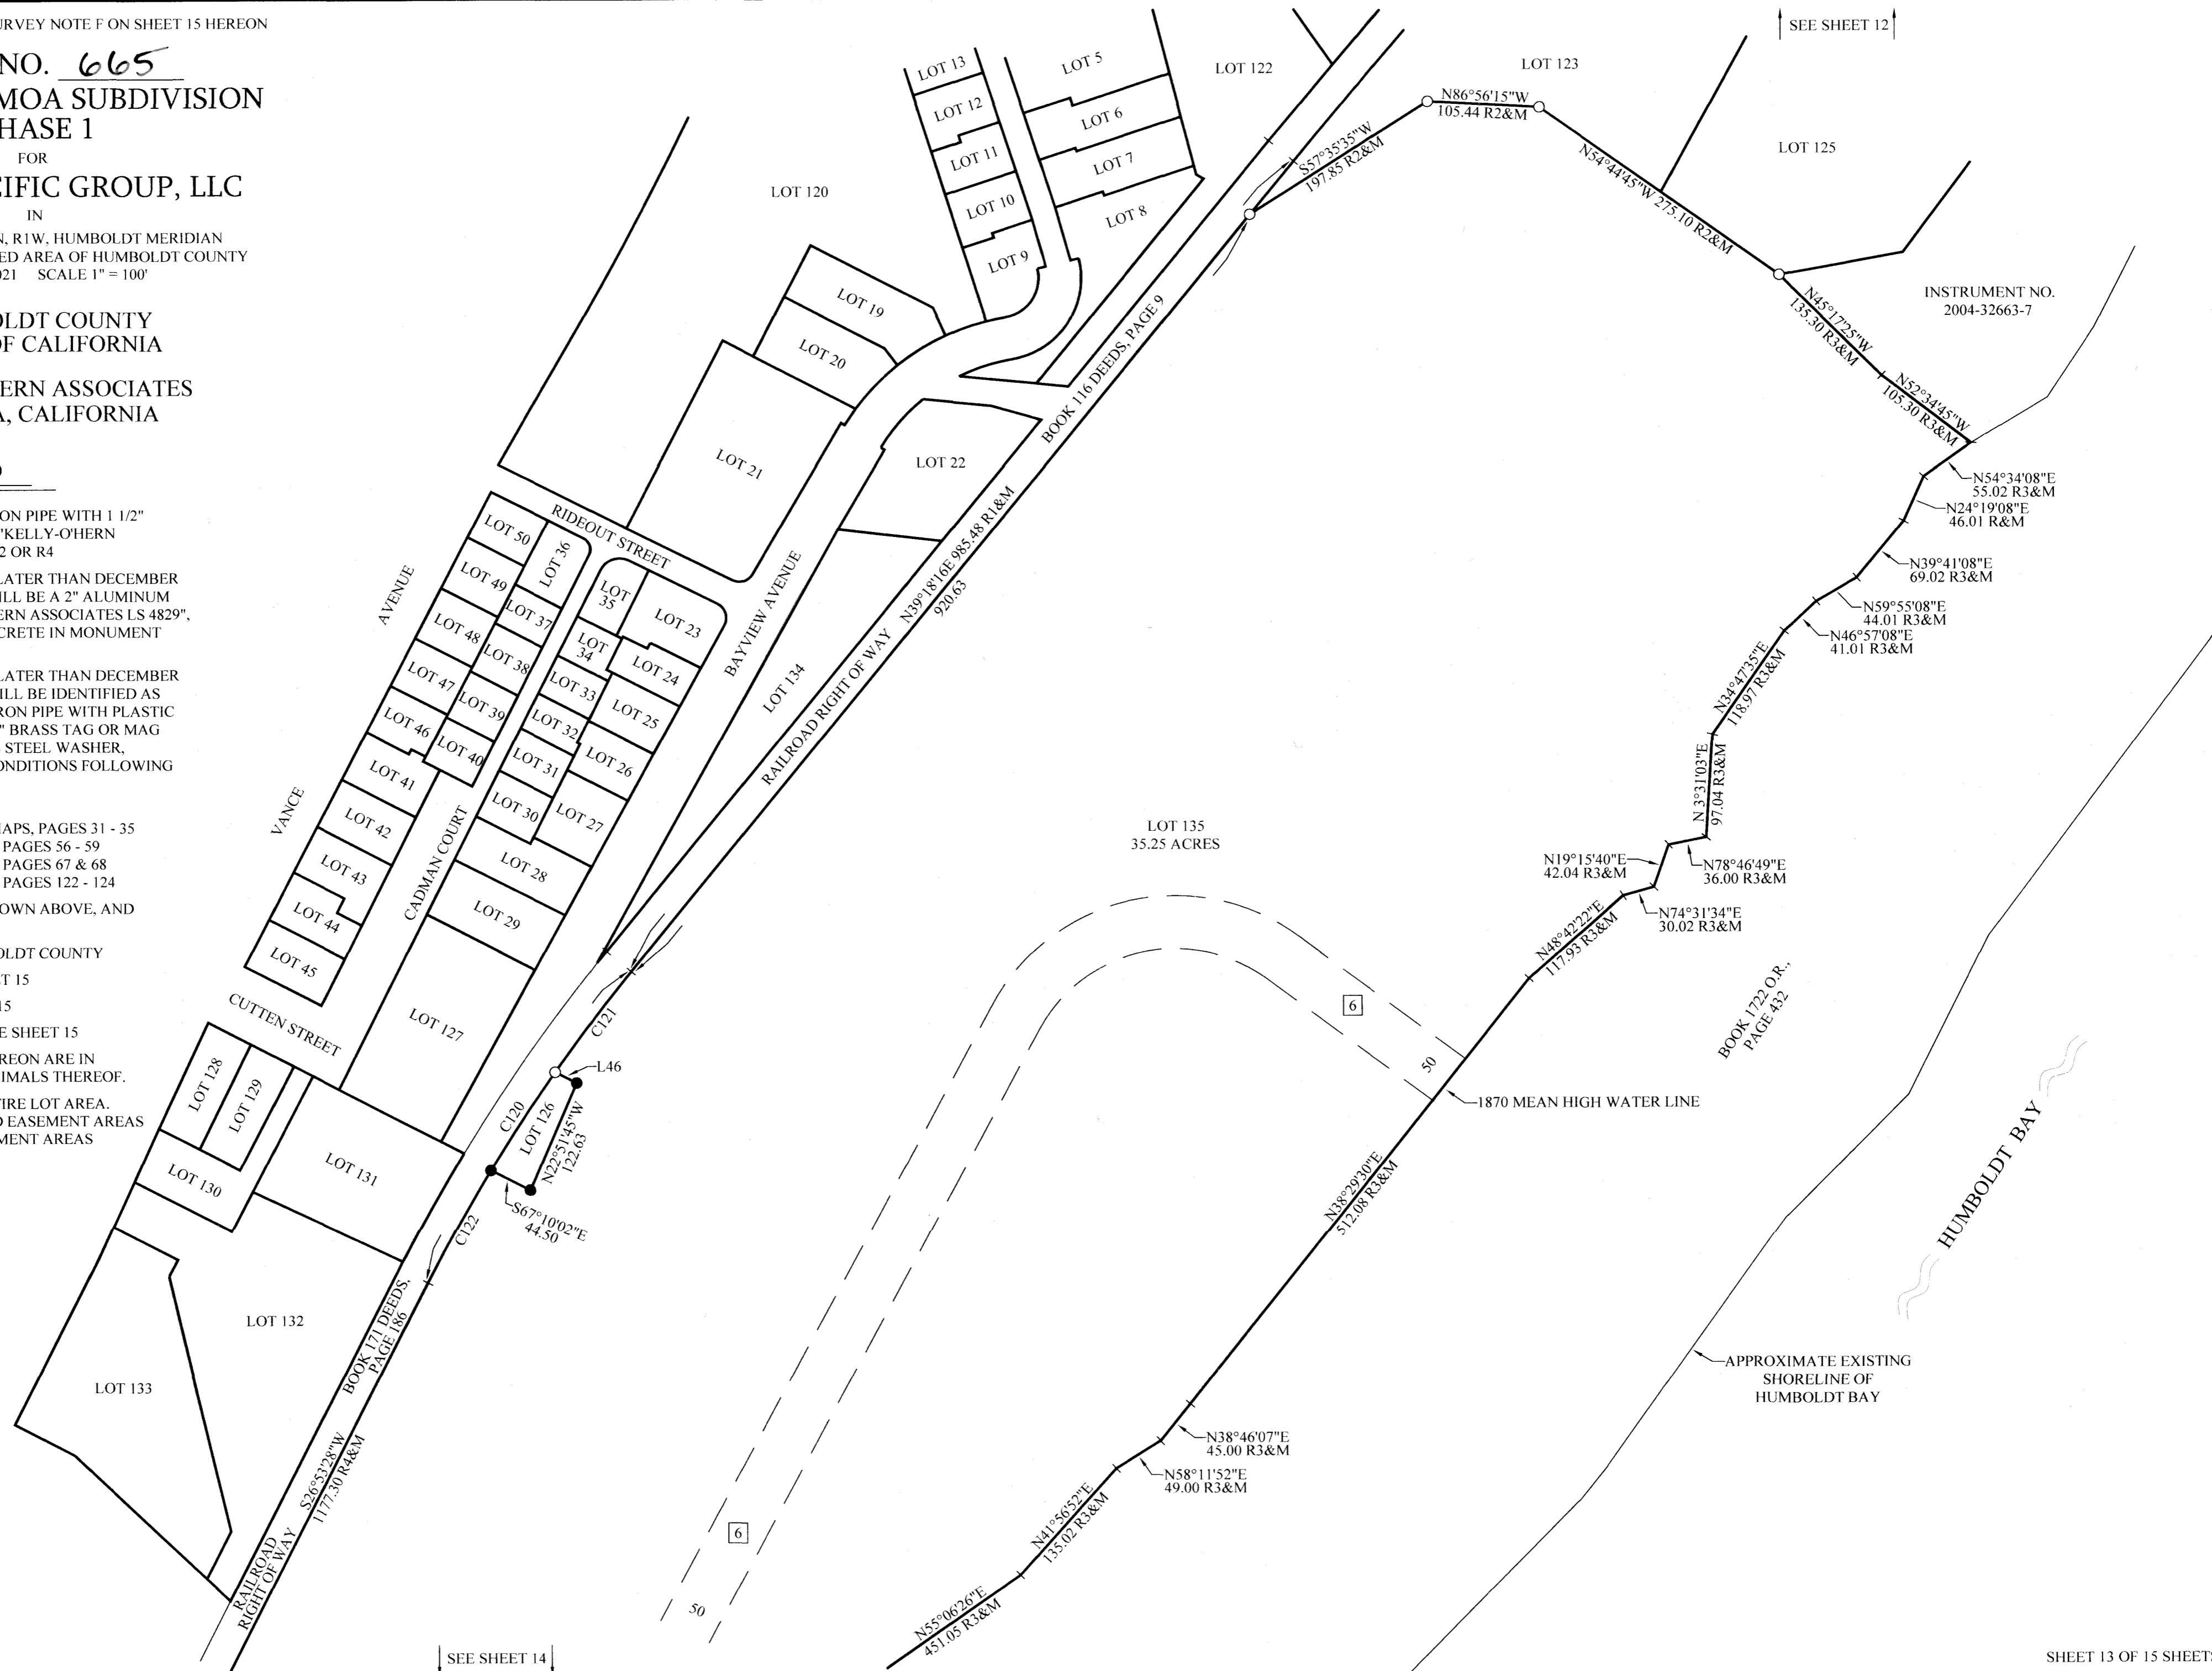 URVEY NOTE F ON SHEET 15 HEREON
NO. 665
MOA SUBDIVISION
HASE 1
FOR
CIFIC GROUP, LLC
IN
N, R1W, HUMBOLDT MERIDIAN
ED AREA OF HUMBOLDT COUNTY
021 SCALE 1" = 100'
OLDT COUNTY
OF CALIFORNIA
ERN ASSOCIATES
A, CALIFORNIA
ON PIPE WITH 1 1/2"
'KELLY-O'HERN
2 OR R4
LATER THAN DECEMBER
ILL BE A 2" ALUMINUM
ERN ASSOCIATES LS 4829",
CRETE IN MONUMENT
LATER THAN DECEMBER
ILL BE IDENTIFIED AS
RON PIPE WITH PLASTIC
" BRASS TAG OR MAG
STEEL WASHER,
ONDITIONS FOLLOWING
MAPS, PAGES 31 - 35
PAGES 56 - 59
PAGES 67 & 68
PAGES 122 - 124
OWN ABOVE, AND
OLDT COUNTY
T 15
15
E SHEET 15
REON ARE IN
IMALS THEREOF.
TIRE LOT AREA.
D EASEMENT AREAS
MENT AREAS
SEE SHEET 12
LOT 13
LOT 12
LOT 11
LOT 10
LOT 9
LOT 5
LOT 6
LOT 7
LOT 8
LOT 122
LOT 123
LOT 125
LOT 120
N86°56'15"W
105.44 R2&M
S57°35'35"W
197.85 R2&M
N54°44'45"W 275.10 R2&M
INSTRUMENT NO.
2004-32663-7
N45°17'25"W
135.30 R3&M
N52°34'45"W
105.30 R3&M
LOT 19
LOT 20
LOT 21
LOT 22
BOOK 116 DEEDS, PAGE 9
N54°34'08"E
55.02 R3&M
N24°19'08"E
46.01 R&M
N39°41'08"E
69.02 R3&M
N59°55'08"E
44.01 R3&M
N46°57'08"E
41.01 R3&M
N34°47'35"E
118.97 R3&M
N 3°31'03"E
97.04 R3&M
N19°15'40"E
42.04 R3&M
N78°46'49"E
36.00 R3&M
N74°31'34"E
30.02 R3&M
N48°42'22"E
117.93 R3&M
RIDEOUT STREET
AVENUE
VANCE
BAYVIEW AVENUE
CADMAN COURT
CUTTEN STREET
LOT 50
LOT 49
LOT 48
LOT 47
LOT 46
LOT 36
LOT 37
LOT 38
LOT 39
LOT 40
LOT 41
LOT 42
LOT 43
LOT 44
LOT 45
LOT
35
LOT
34
LOT 33
LOT 32
LOT 31
LOT 30
LOT 23
LOT 24
LOT 25
LOT 26
LOT 27
LOT 28
LOT 29
LOT 127
LOT 134
RAILROAD RIGHT OF WAY N39°18'16E 985.48 R1&M
920.63
LOT 135
35.25 ACRES
6
50
1870 MEAN HIGH WATER LINE
BOOK 1722 O.R.,
PAGE 432
HUMBOLDT BAY
APPROXIMATE EXISTING
SHORELINE OF
HUMBOLDT BAY
C121
L46
C120
LOT 126
N22°51'45"W
122.63
S67°10'02"E
44.50
C122
LOT 128
LOT 129
LOT 130
LOT 131
LOT 132
LOT 133
BOOK 171 DEEDS,
PAGE 186
S26°53'28"W
1177.30 R4&M
RAILROAD
RIGHT OF WAY
N38°29'30"E
512.08 R3&M
N38°46'07"E
45.00 R3&M
N58°11'52"E
49.00 R3&M
N41°56'52"E
135.02 R3&M
N55°06'26"E
451.05 R3&M
6
50
SEE SHEET 14
SHEET 13 OF 15 SHEETS